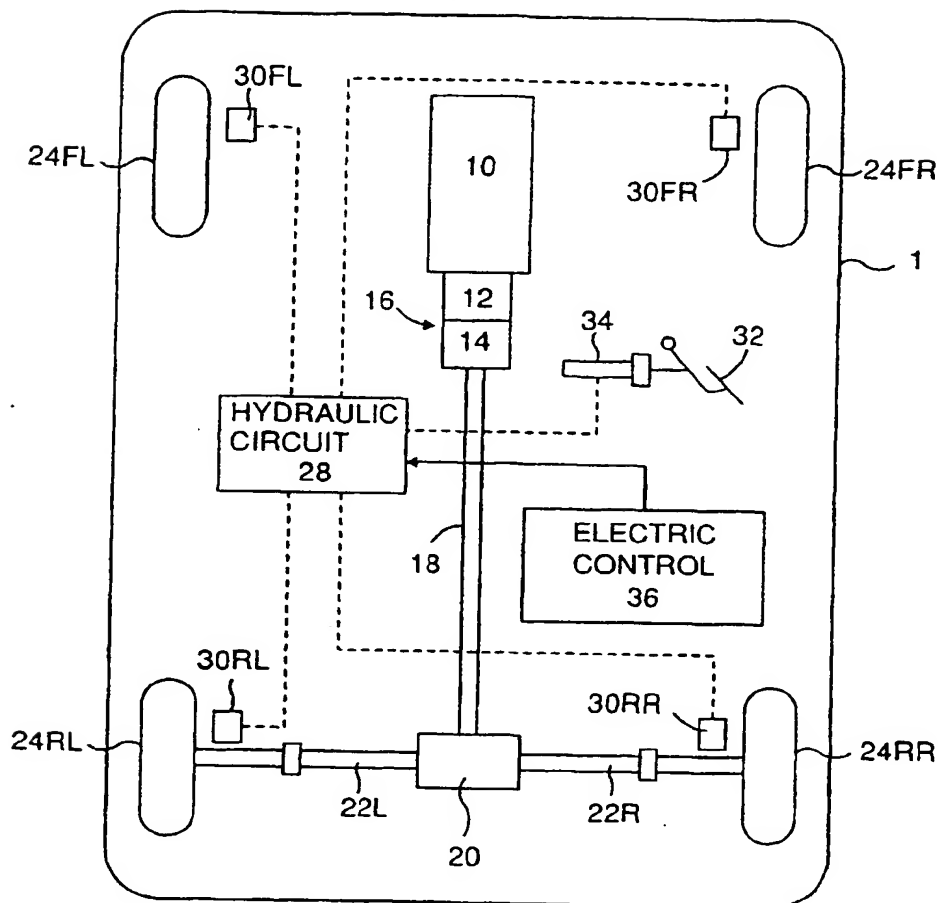 30FL
24FL
10
30FR
24FR
1
12
16
14
34
32
HYDRAULIC
CIRCUIT
28
18
ELECTRIC
CONTROL
36
30RL
30RR
24RL
24RR
22L
22R
20